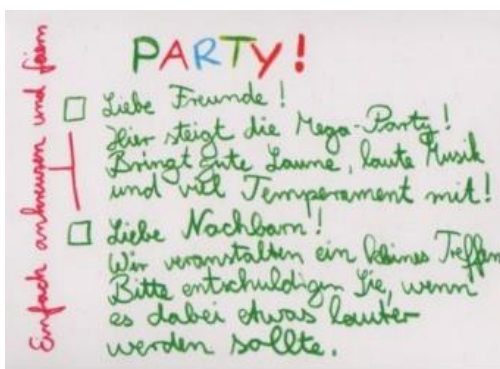 PARTY!
Liebe Freunde!
Hier steigt die Mega-Party!
Bringt gute Laune, laute Musik
und viel Temperament mit!
Liebe Nachbarn!
Wir veranstalten ein kleines Treffen
Bitte entschuldigen Sie, wenn
es dabei etwas lauter
werden sollte.
Einfach ankreuzen und feiern